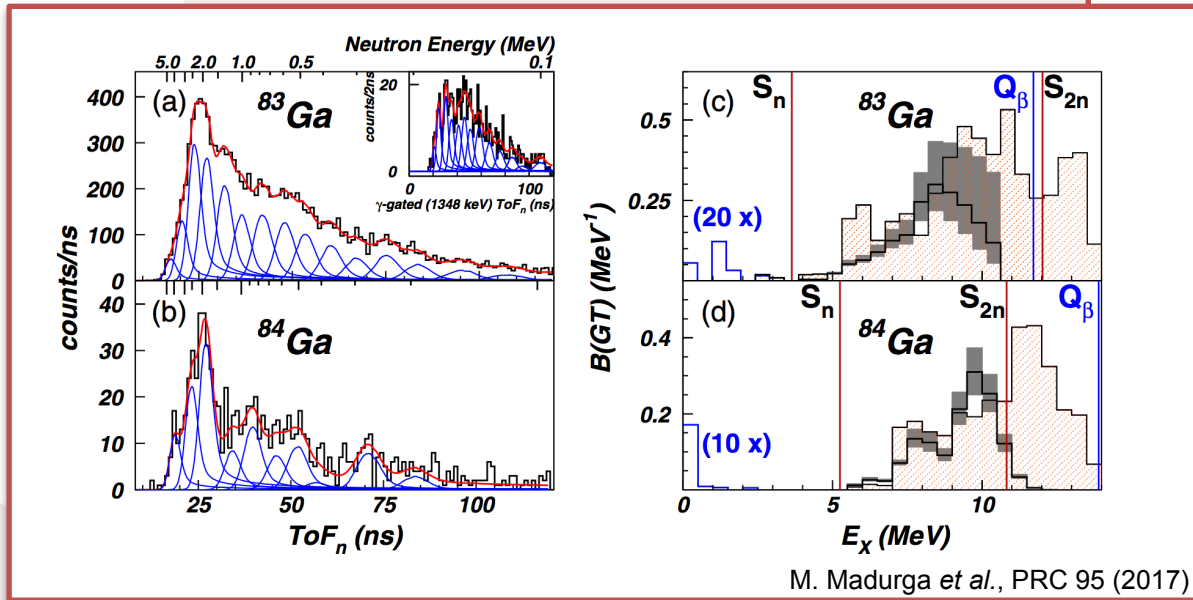 Neutron Energy (MeV)
5.0 2.0 1.0 0.5 0.1
(a) ⁸³Ga
400
300
200
100
0
counts/2ns
20
0
0 100
γ-gated (1348 keV) ToFₙ (ns)
(b) ⁸⁴Ga
40
30
20
10
0
counts/ns
25 50 75 100
ToFₙ (ns)
Sₙ Qβ S₂ₙ
⁸³Ga (c)
0.5
0.25
(20 x)
B(GT) (MeV⁻¹)
Sₙ S₂ₙ Qβ
(d) ⁸⁴Ga
0.4
0.2
(10 x)
0 5 10
Eₓ (MeV)
M. Madurga et al., PRC 95 (2017)